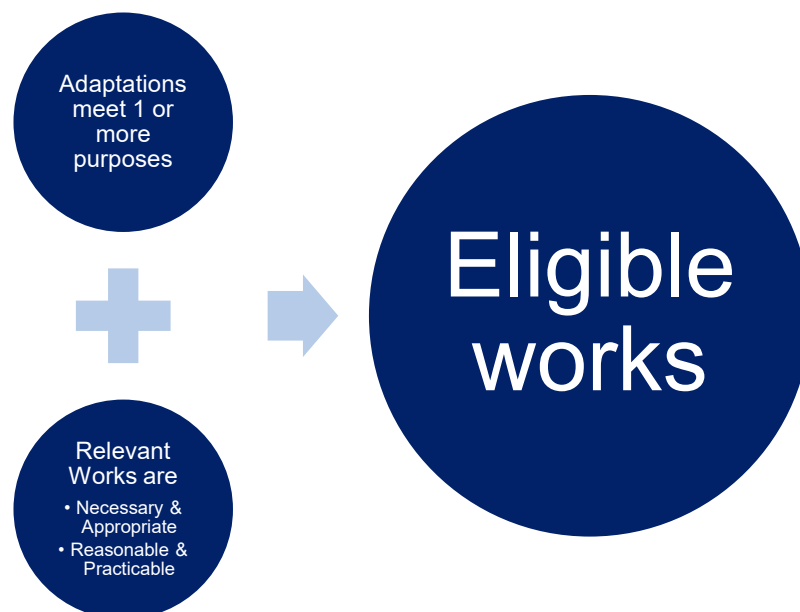 Adaptations
meet 1 or
more
purposes
Relevant
Works are
• Necessary &
Appropriate
• Reasonable &
Practicable
Eligible
works